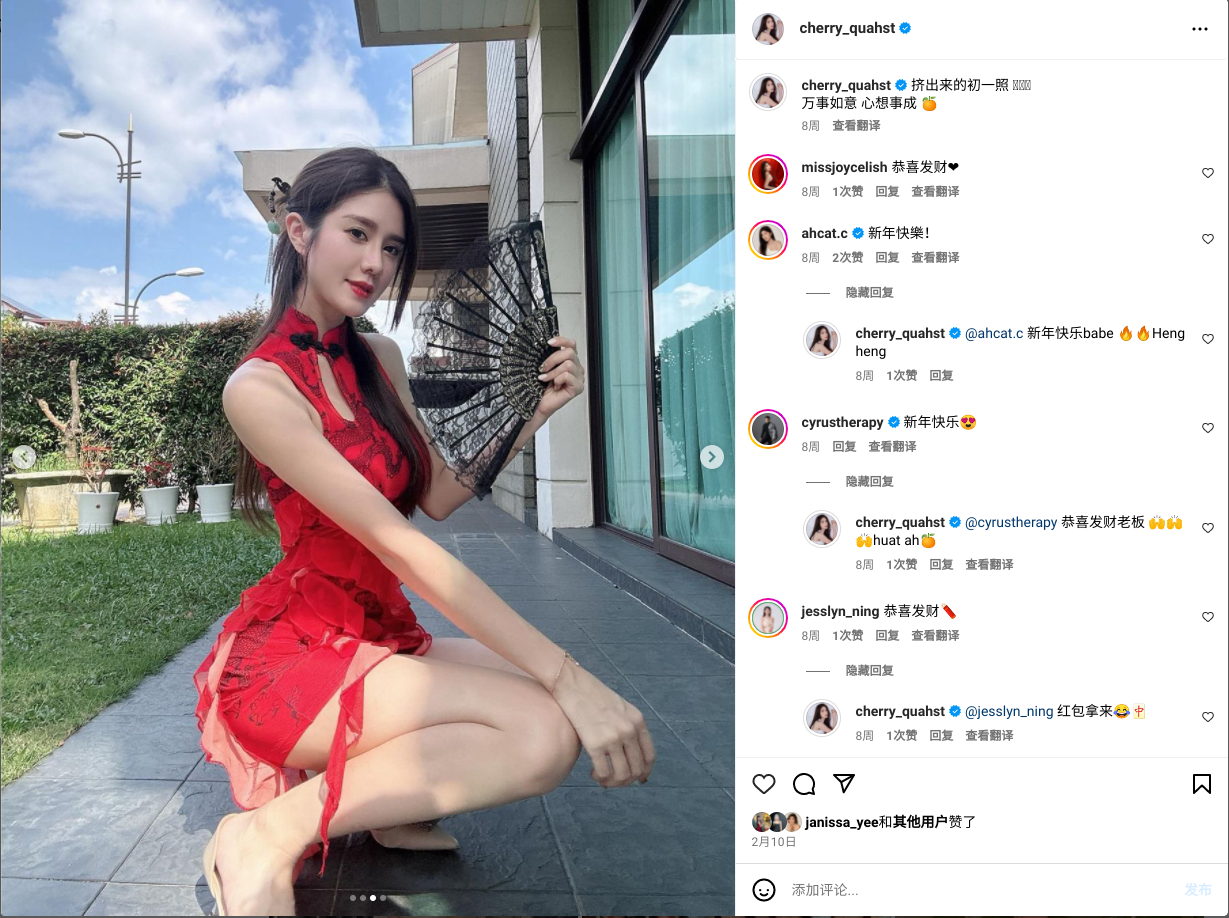 cherry_quahst
cherry_quahst 挤出来的初一照
万事如意 心想事成 🍊
8周 查看翻译
missjoycelish 恭喜发财❤
8周 1次赞 回复 查看翻译
ahcat.c 新年快樂!
8周 2次赞 回复 查看翻译
隐藏回复
cherry_quahst @ahcat.c 新年快乐babe 🔥🔥Heng
heng
8周 1次赞 回复
cyrustherapy 新年快乐😍
8周 回复 查看翻译
隐藏回复
cherry_quahst @cyrustherapy 恭喜发财老板 🙌🙌
🙌huat ah🍊
8周 1次赞 回复 查看翻译
jesslyn_ning 恭喜发财🧧
8周 1次赞 回复 查看翻译
隐藏回复
cherry_quahst @jesslyn_ning 红包拿来😂🀄
8周 1次赞 回复 查看翻译
janissa_yee和其他用户赞了
2月10日
添加评论...
发布